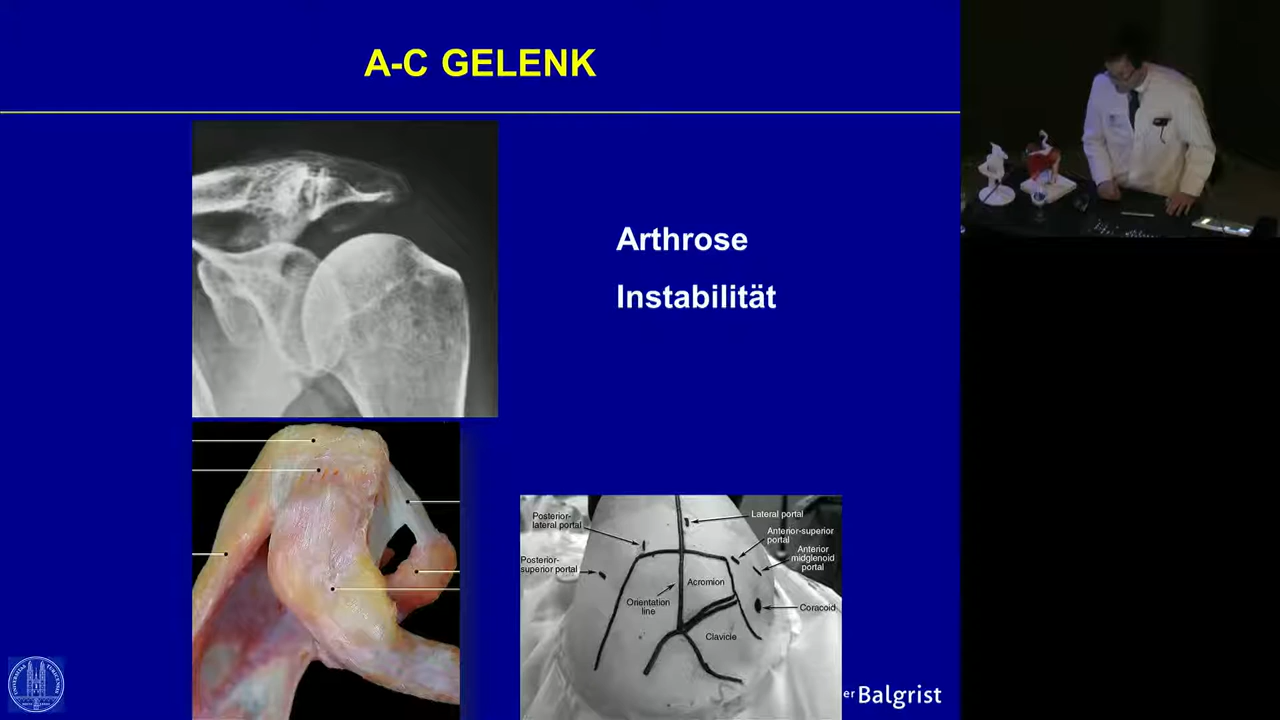 A-C GELENK
Arthrose
Instabilität
Posterior-
lateral portal
Lateral portal
Anterior-superior
portal
Anterior
midglenoid
portal
Posterior-
superior portal
Acromion
Orientation
line
Coracoid
Clavicle
er Balgrist